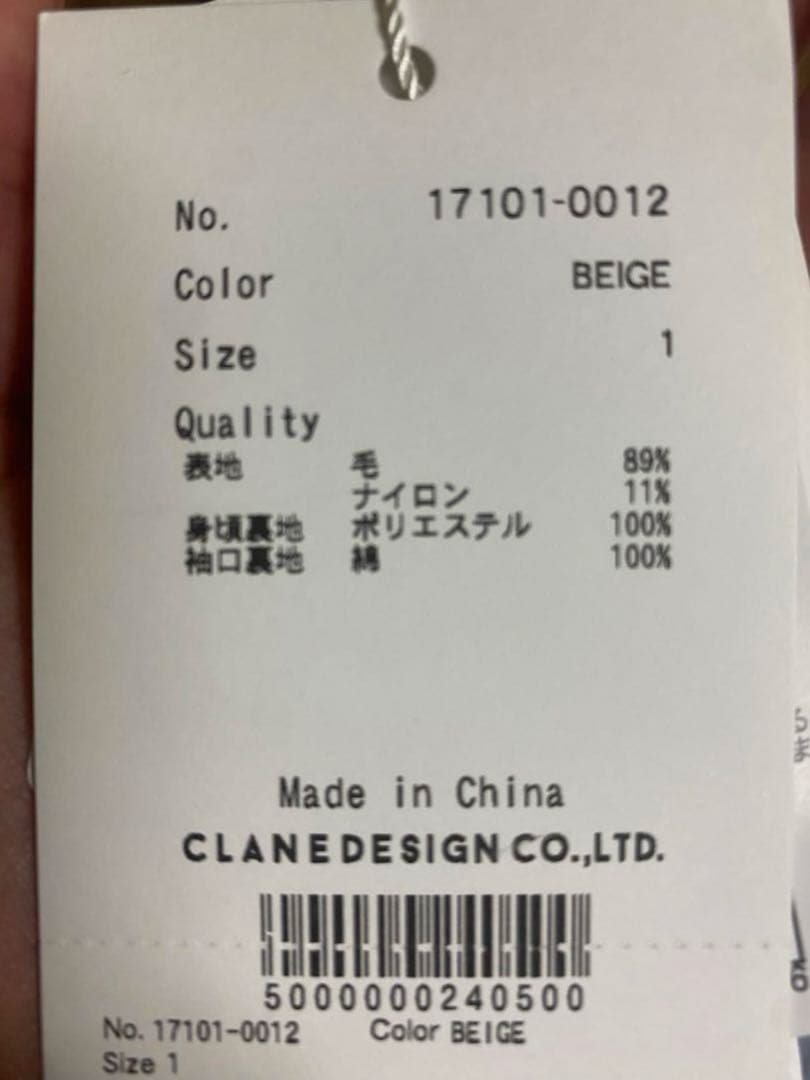 No. 17101-0012
Color BEIGE
Size 1
Quality
表地 毛 89%
ナイロン 11%
身頃裏地 ポリエステル 100%
袖口裏地 綿 100%
Made in China
CLANEDESIGN CO.,LTD.
5000000240500
No. 17101-0012 Color BEIGE
Size 1